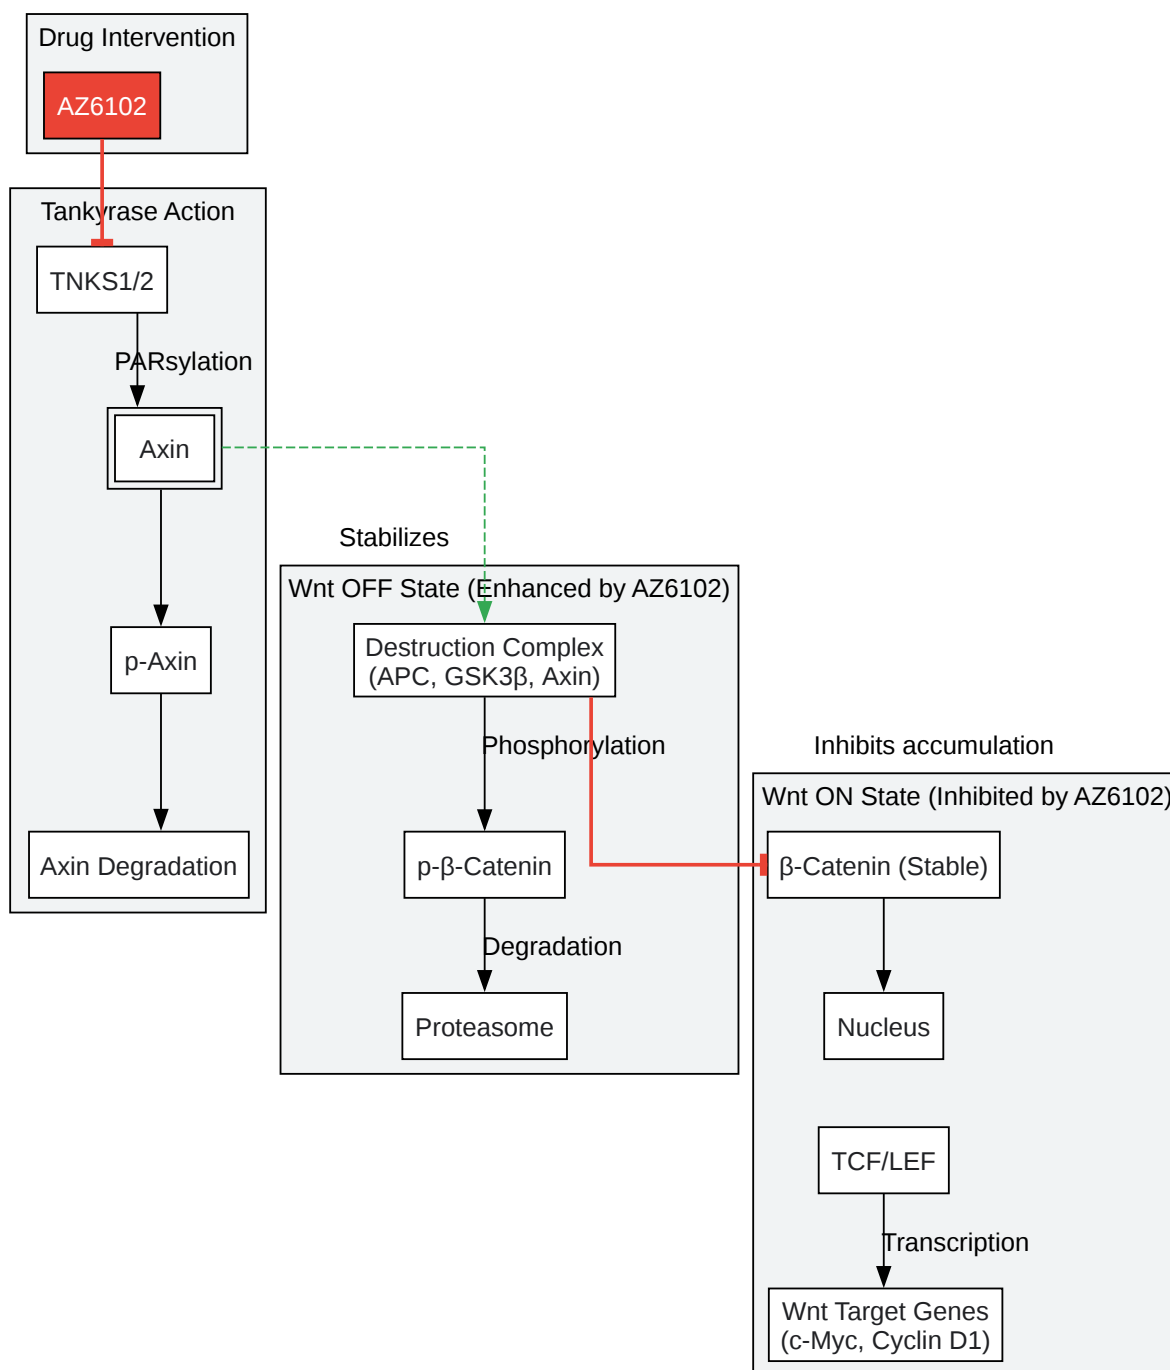 Drug Intervention
AZ6102
Tankyrase Action
TNKS1/2
PARsylation
Axin
p-Axin
Axin Degradation
Stabilizes
Wnt OFF State (Enhanced by AZ6102)
Destruction Complex
(APC, GSK3β, Axin)
Phosphorylation
p-β-Catenin
Degradation
Proteasome
Inhibits accumulation
Wnt ON State (Inhibited by AZ6102)
β-Catenin (Stable)
Nucleus
TCF/LEF
Transcription
Wnt Target Genes
(c-Myc, Cyclin D1)